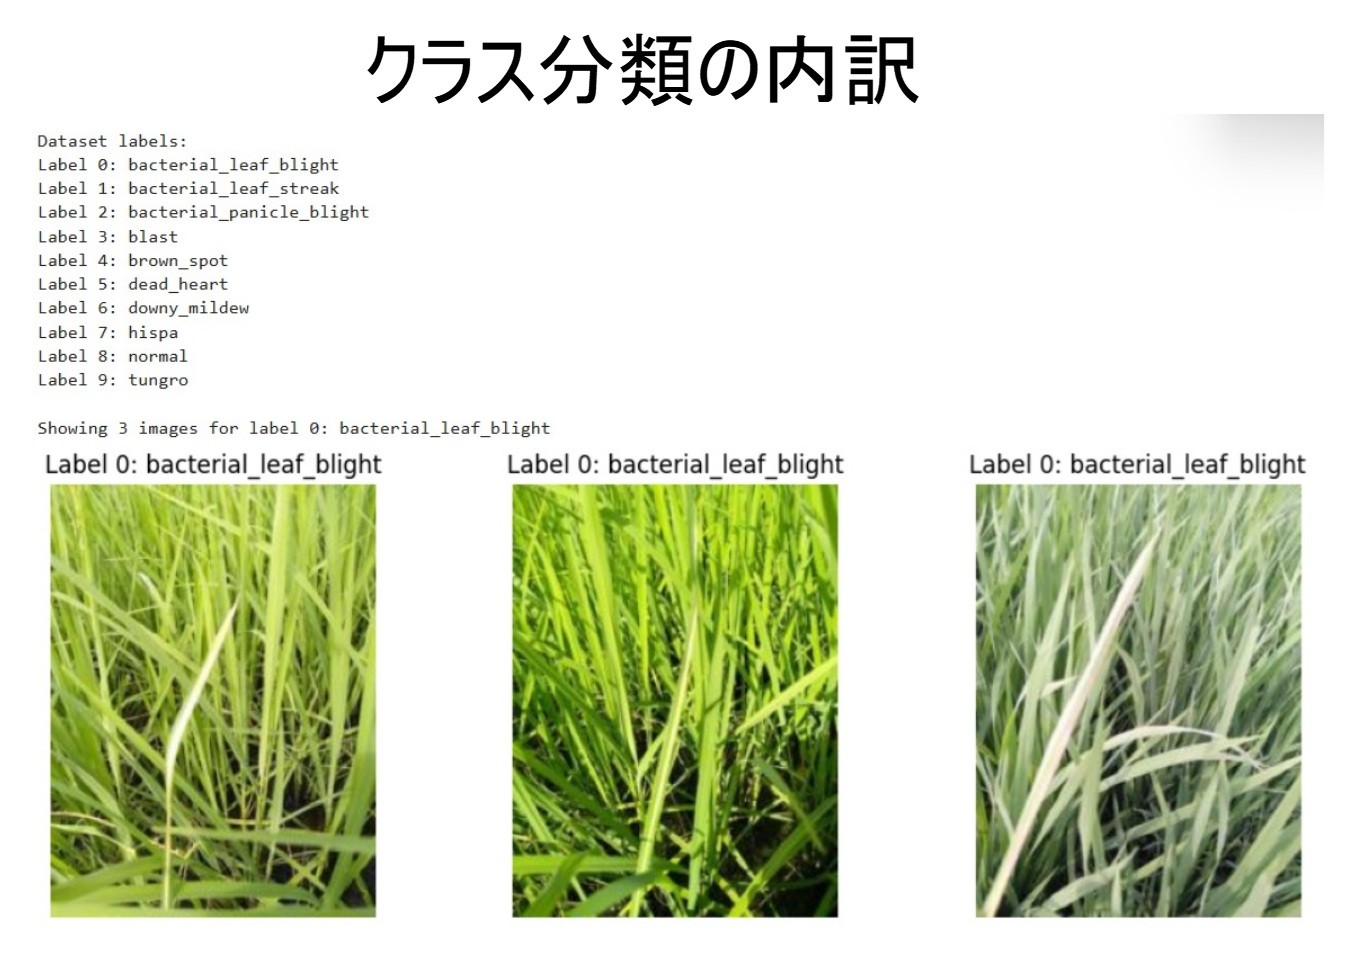 クラス分類の内訳
Dataset labels:
Label 0: bacterial_leaf_blight
Label 1: bacterial_leaf_streak
Label 2: bacterial_panicle_blight
Label 3: blast
Label 4: brown_spot
Label 5: dead_heart
Label 6: downy_mildew
Label 7: hispa
Label 8: normal
Label 9: tungro
Showing 3 images for label 0: bacterial_leaf_blight
Label 0: bacterial_leaf_blight
Label 0: bacterial_leaf_blight
Label 0: bacterial_leaf_blight